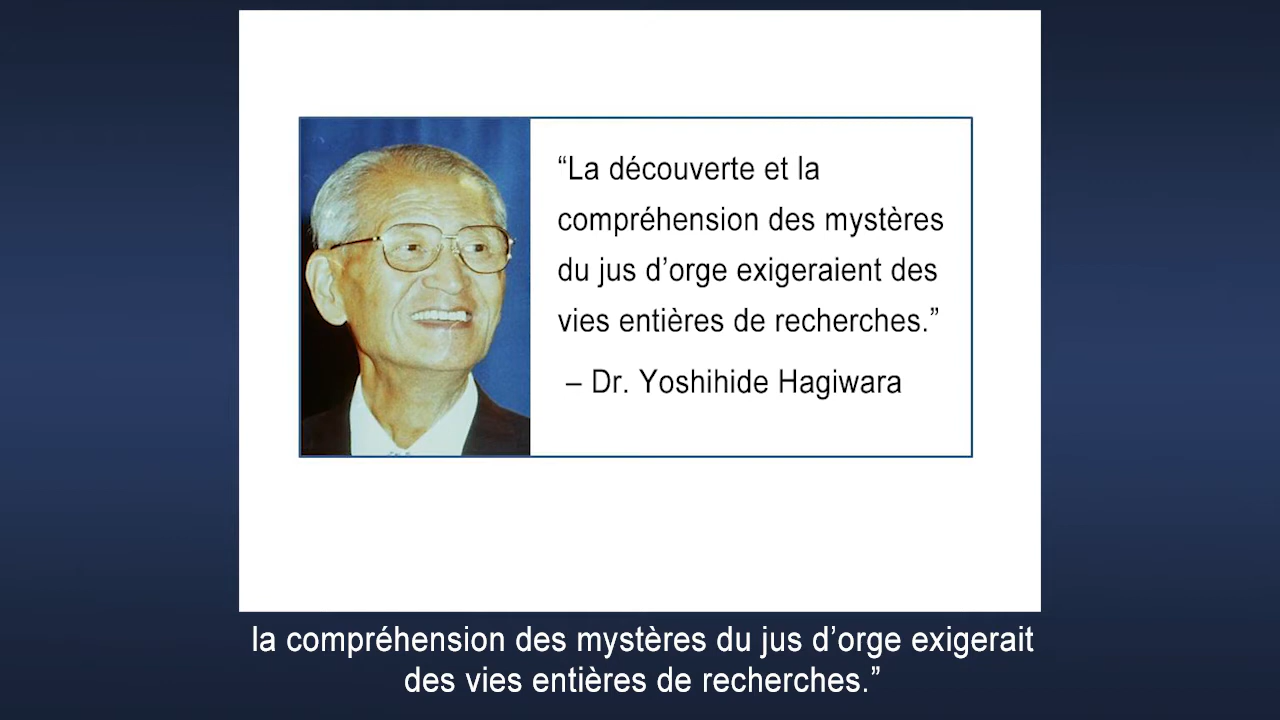 “La découverte et la
compréhension des mystères
du jus d’orge exigeraient des
vies entières de recherches.”
– Dr. Yoshihide Hagiwara
la compréhension des mystères du jus d’orge exigerait
des vies entières de recherches.”